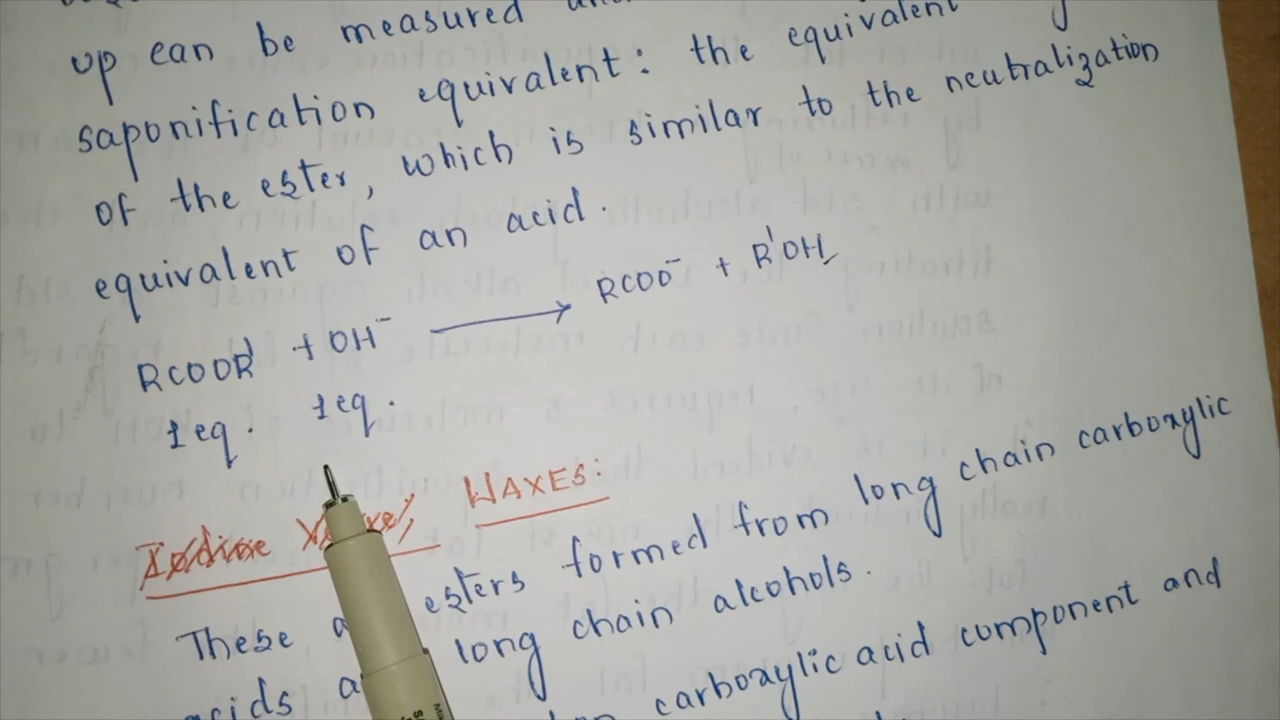 up can be measured
saponification equivalent: the equivalent
of the ester, which is similar to the neutralization
equivalent of an acid.
RCOOR' + OH⁻ ⟶ RCOO⁻ + R'OH
1eq. 1eq.
Iodine WAXES:
These esters formed from long chain carboxylic
acids long chain alcohols.
carboxylic acid component and